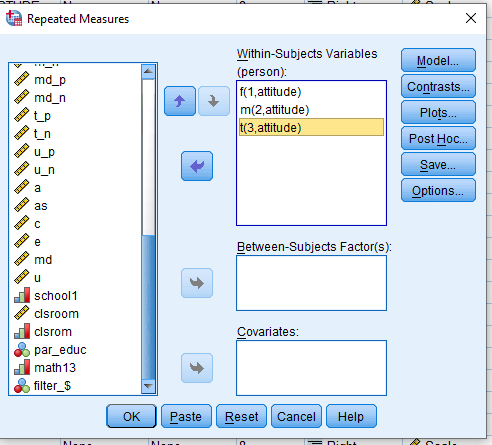 Repeated Measures
Within-Subjects Variables
(person):
md_p
md_n
t_p
t_n
u_p
u_n
a
as
c
e
md
u
school1
clsroom
clsrom
par_educ
math13
filter_$
f(1,attitude)
m(2,attitude)
t(3,attitude)
Between-Subjects Factor(s):
Covariates:
Model...
Contrasts...
Plots...
Post Hoc...
Save...
Options...
OK Paste Reset Cancel Help